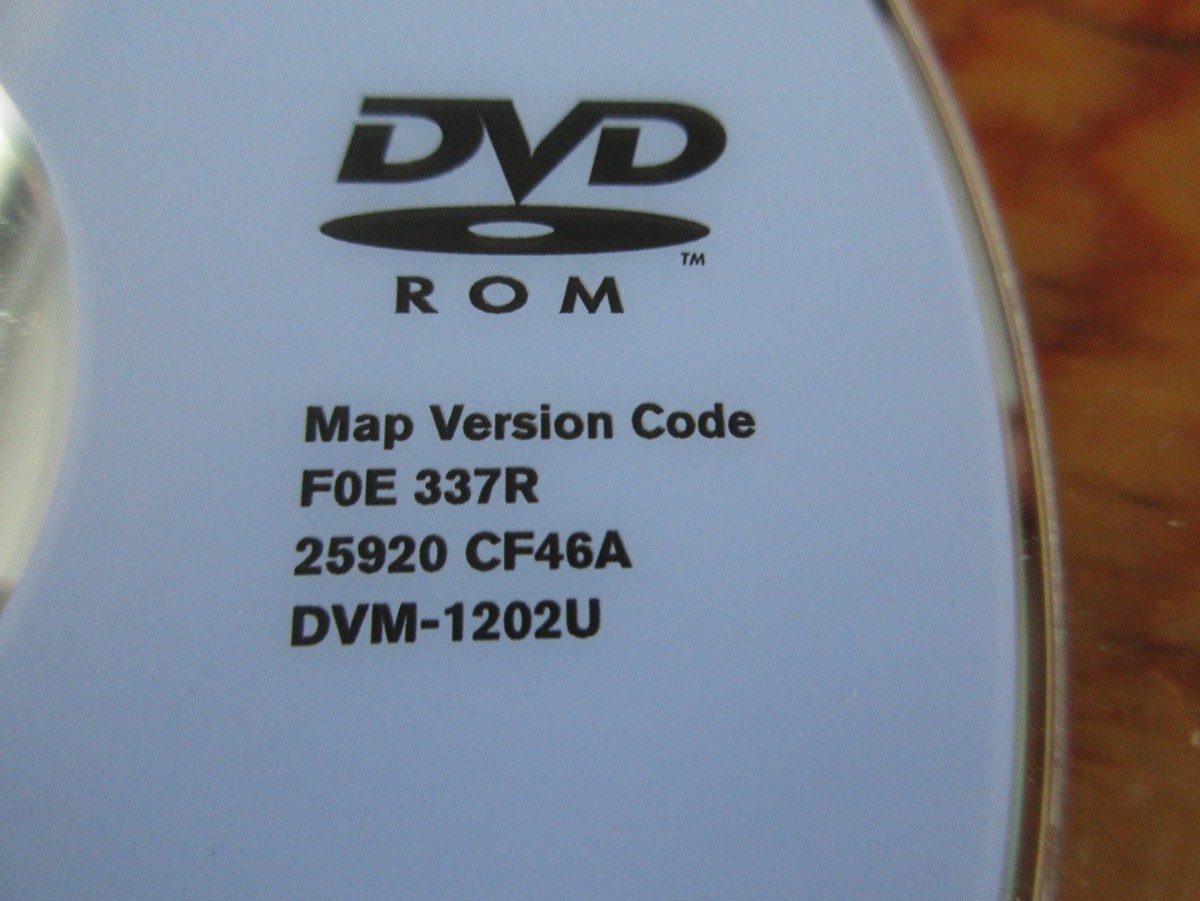 DVD
TM
ROM
Map Version Code
F0E 337R
25920 CF46A
DVM-1202U